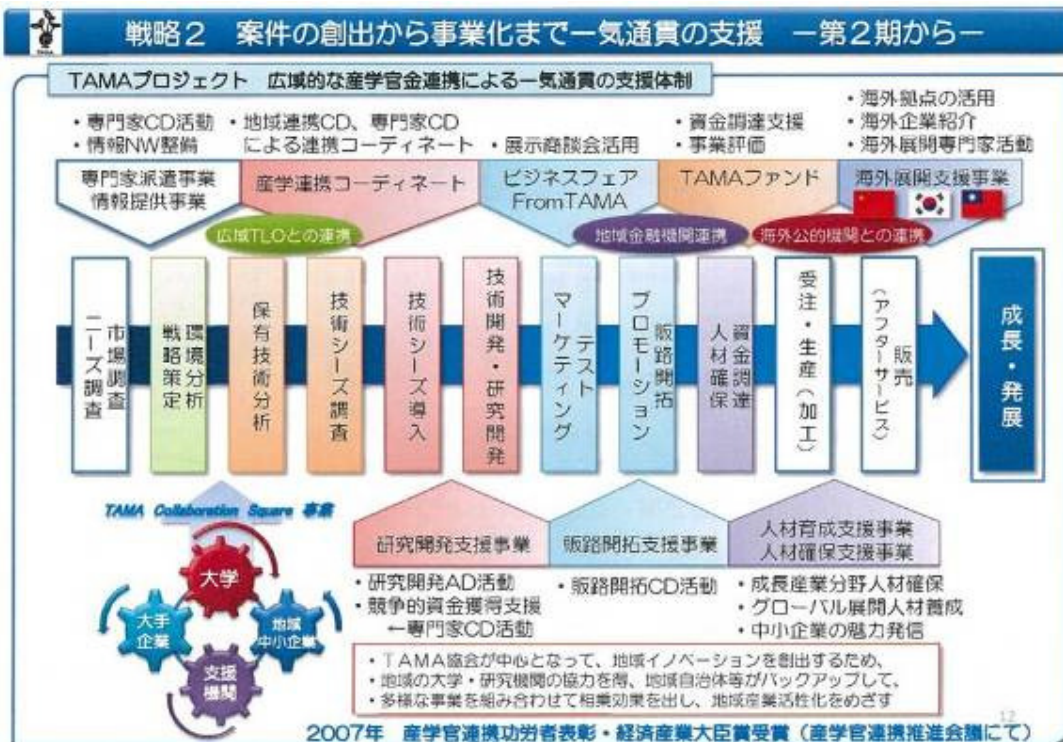 TAMA
戦略２　案件の創出から事業化まで一気通貫の支援　－第２期から－
TAMAプロジェクト　広域的な産学官金連携による一気通貫の支援体制
・専門家CD活動
・情報NW整備
・地域連携CD、専門家CD
による連携コーディネート
・展示商談会活用
・資金調達支援
・事業評価
・海外拠点の活用
・海外企業紹介
・海外展開専門家活動
専門家派遣事業
情報提供事業
産学連携コーディネート
ビジネスフェア
FromTAMA
TAMAファンド
海外展開支援事業
広域TLOとの連携
地域金融機関連携
海外公的機関との連携
市場調査
ニーズ調査
環境分析
戦略策定
保有技術分析
技術シーズ調査
技術シーズ導入
技術開発・研究開発
テスト
マーケティング
販路開拓
プロモーション
資金調達
人材確保
受注・生産（加工）
販売
（アフターサービス）
成長・発展
TAMA Collaboration Square 事業
大学
大手
企業
地域
中小企業
支援
機関
研究開発支援事業
販路開拓支援事業
人材育成支援事業
人材確保支援事業
・研究開発AD活動
・競争的資金獲得支援
←専門家CD活動
・販路開拓CD活動
・成長産業分野人材確保
・グローバル展開人材養成
・中小企業の魅力発信
・ＴＡＭＡ協会が中心となって、地域イノベーションを創出するため、
・地域の大学・研究機関の協力を得、地域自治体等がバックアップして、
・多様な事業を組み合わせて相乗効果を出し、地域産業活性化をめざす
12
2007年　産学官連携功労者表彰・経済産業大臣賞受賞（産学官連携推進会議にて）